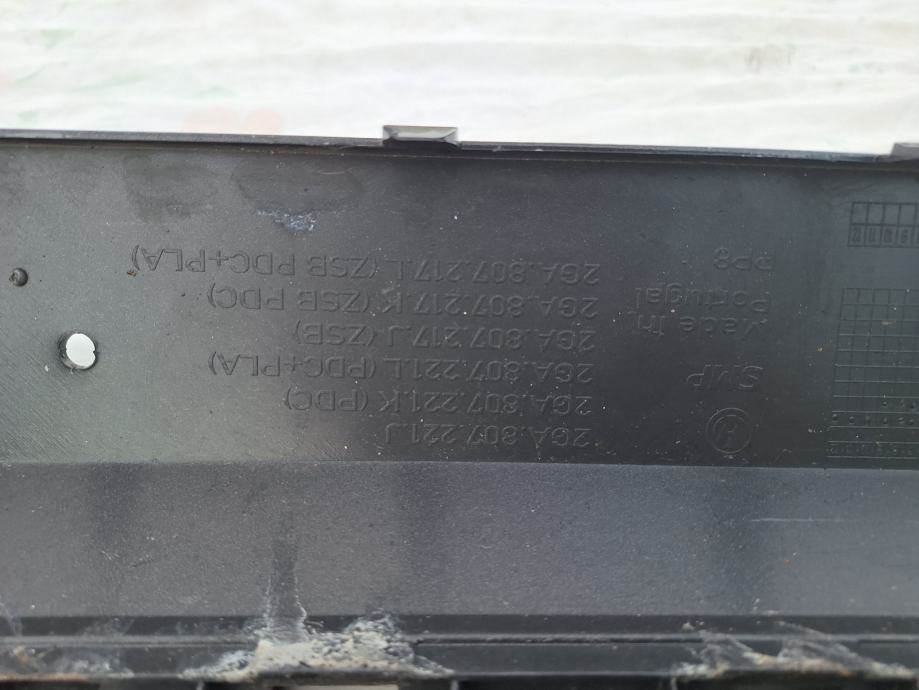 2GA.807.221.J
2GA.807.221.K (PDC)
2GA.807.221.L (PDC+PLA)
2GA.807.217.J (ZSB)
2GA.807.217.K (ZSB PDC)
2GA.807.217.L (ZSB PDC+PLA)
SMP
Made in
Portugal